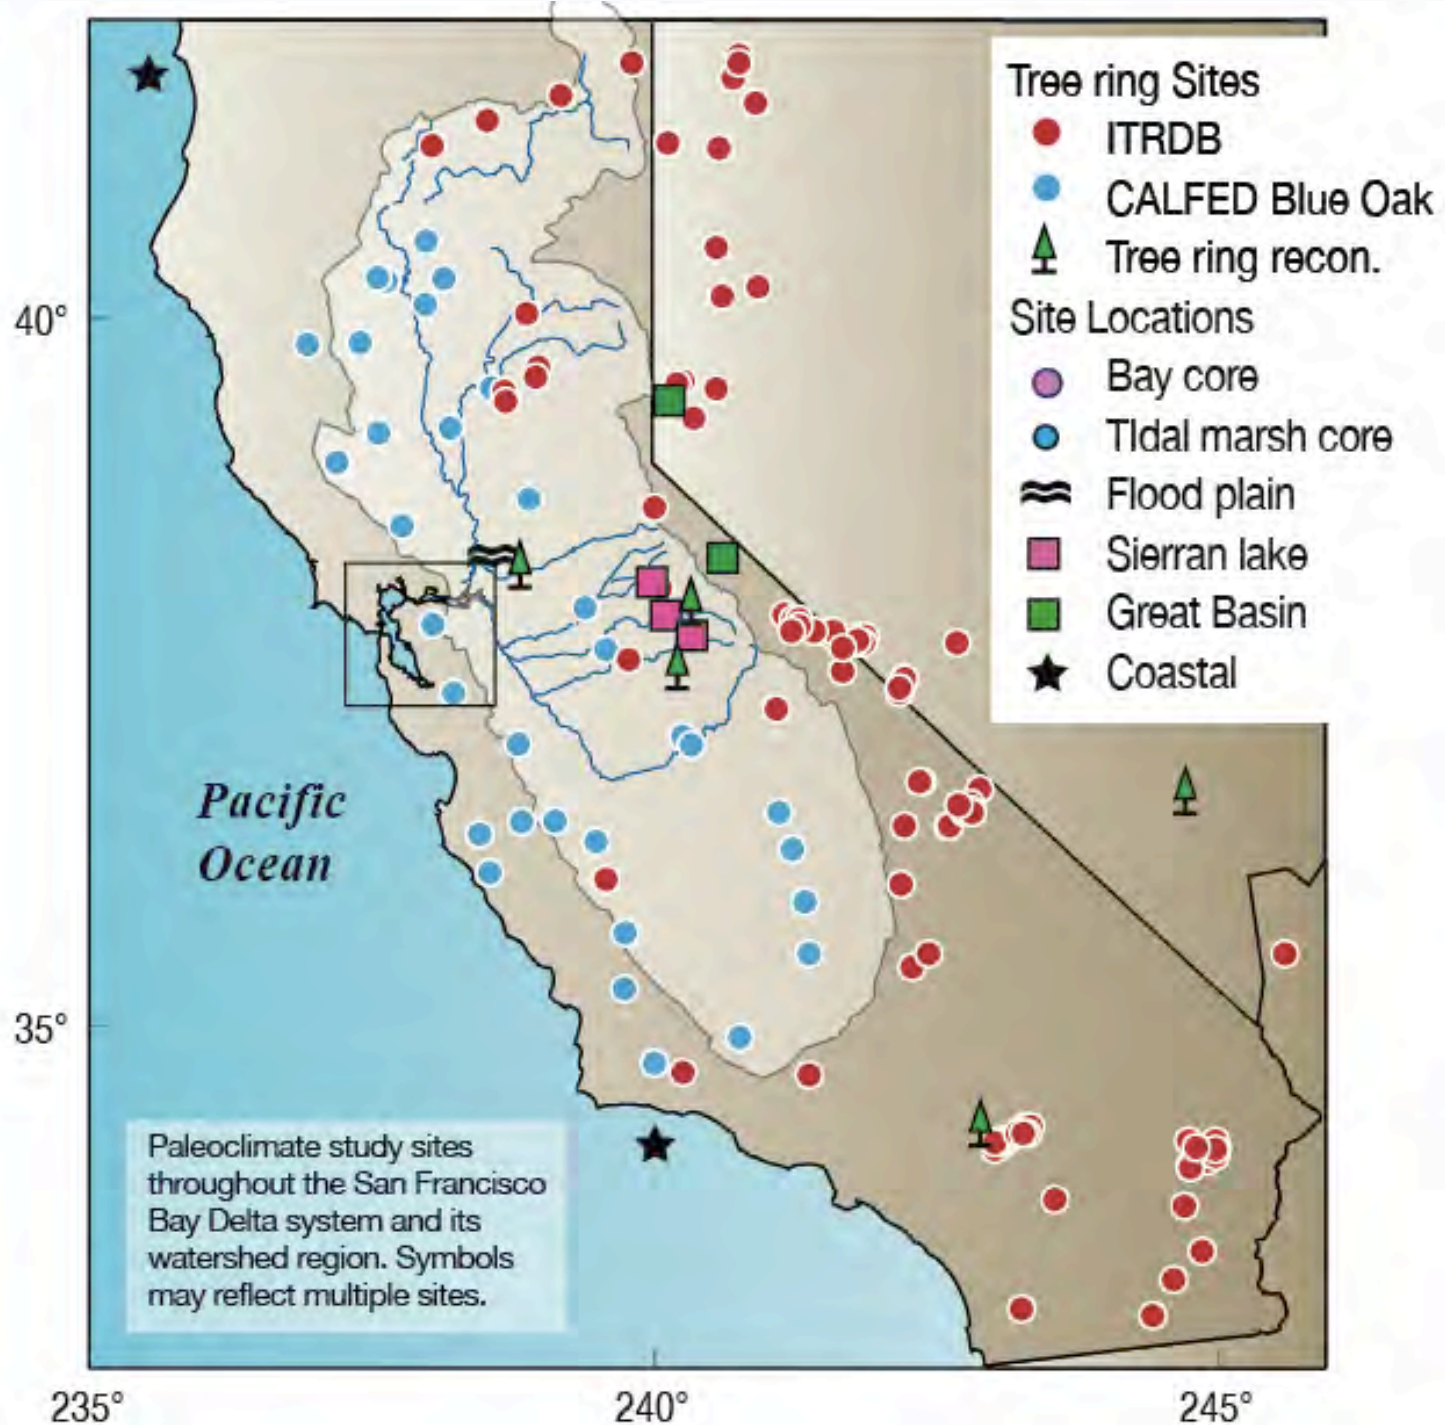 Tree ring Sites
ITRDB
CALFED Blue Oak
Tree ring recon.
Site Locations
Bay core
TIdal marsh core
Flood plain
Sierran lake
Great Basin
Coastal
40°
Pacific
Ocean
35°
Paleoclimate study sites
throughout the San Francisco
Bay Delta system and its
watershed region. Symbols
may reflect multiple sites.
235°
240°
245°